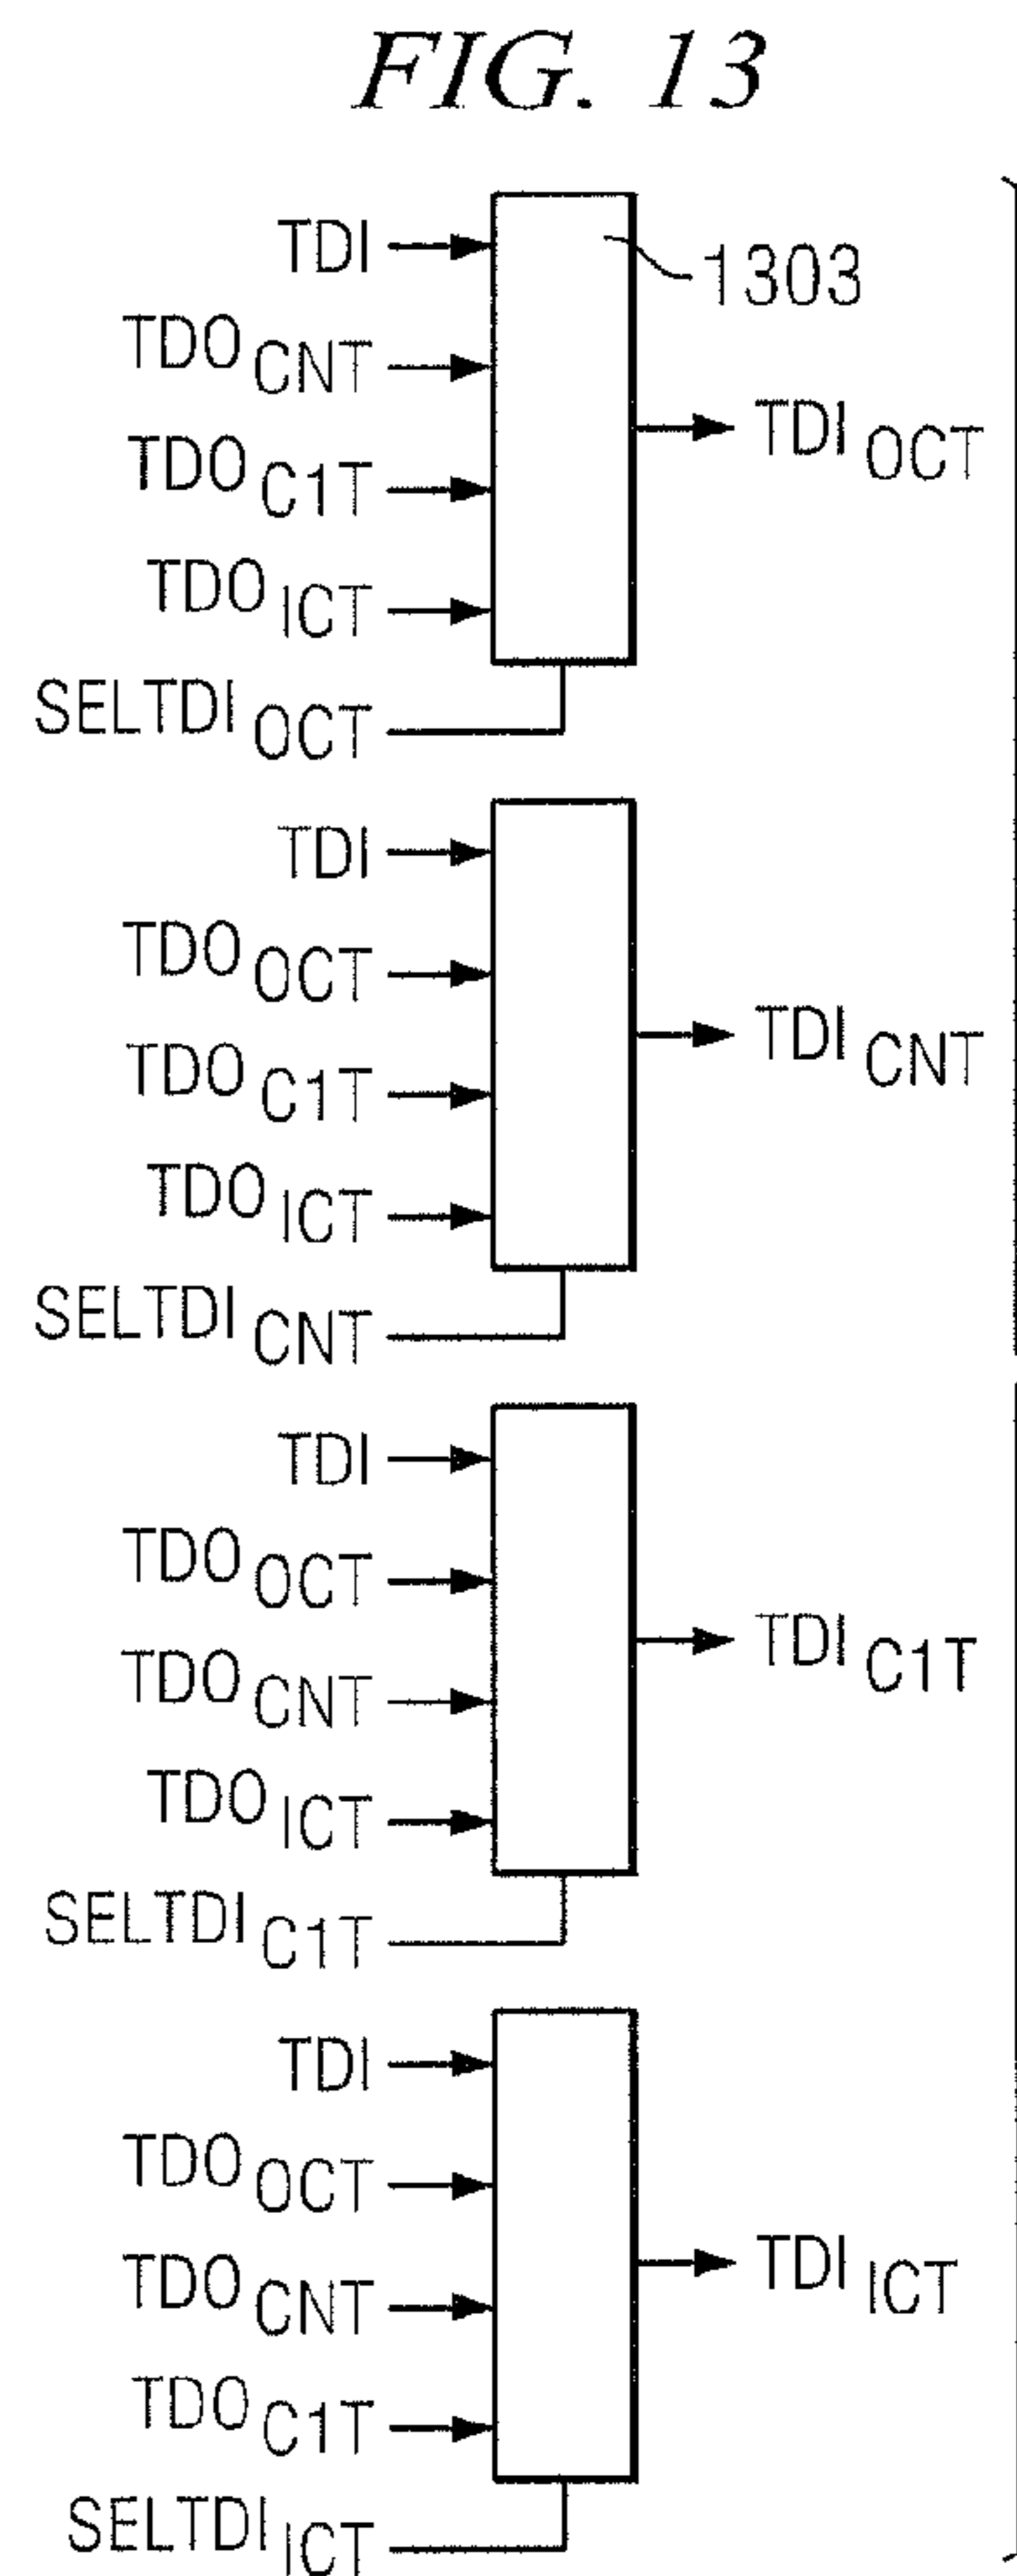 FIG. 13
TDI
1303
TDO CNT
TDI OCT
TDO C1T
TDO ICT
SELTDI OCT
TDI
TDO OCT
TDI CNT
TDO C1T
TDO ICT
SELTDI CNT
TDI
TDO OCT
TDI C1T
TDO CNT
TDO ICT
SELTDI C1T
TDI
TDO OCT
TDI ICT
TDO CNT
TDO C1T
SELTDI ICT